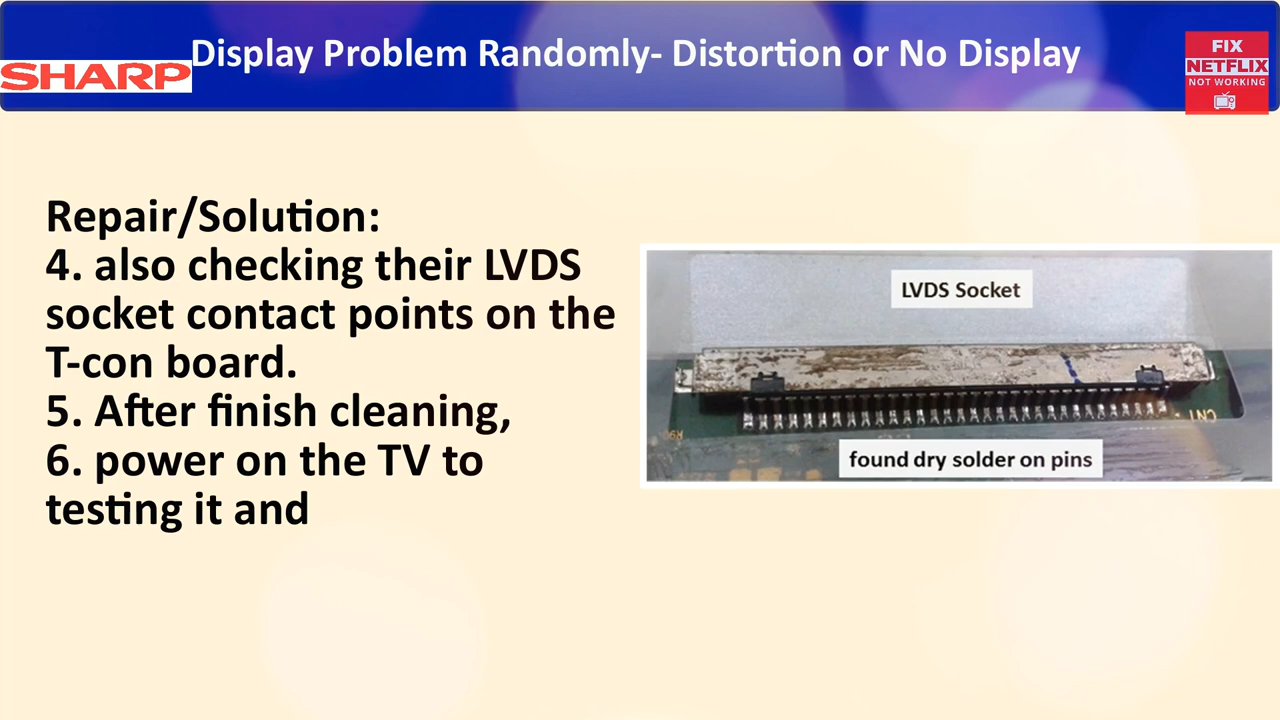 Display Problem Randomly- Distortion or No Display
SHARP
FIX
NETFLIX
NOT WORKING
Repair/Solution:
4. also checking their LVDS
socket contact points on the
T-con board.
5. After finish cleaning,
6. power on the TV to
testing it and
LVDS Socket
CN1
found dry solder on pins